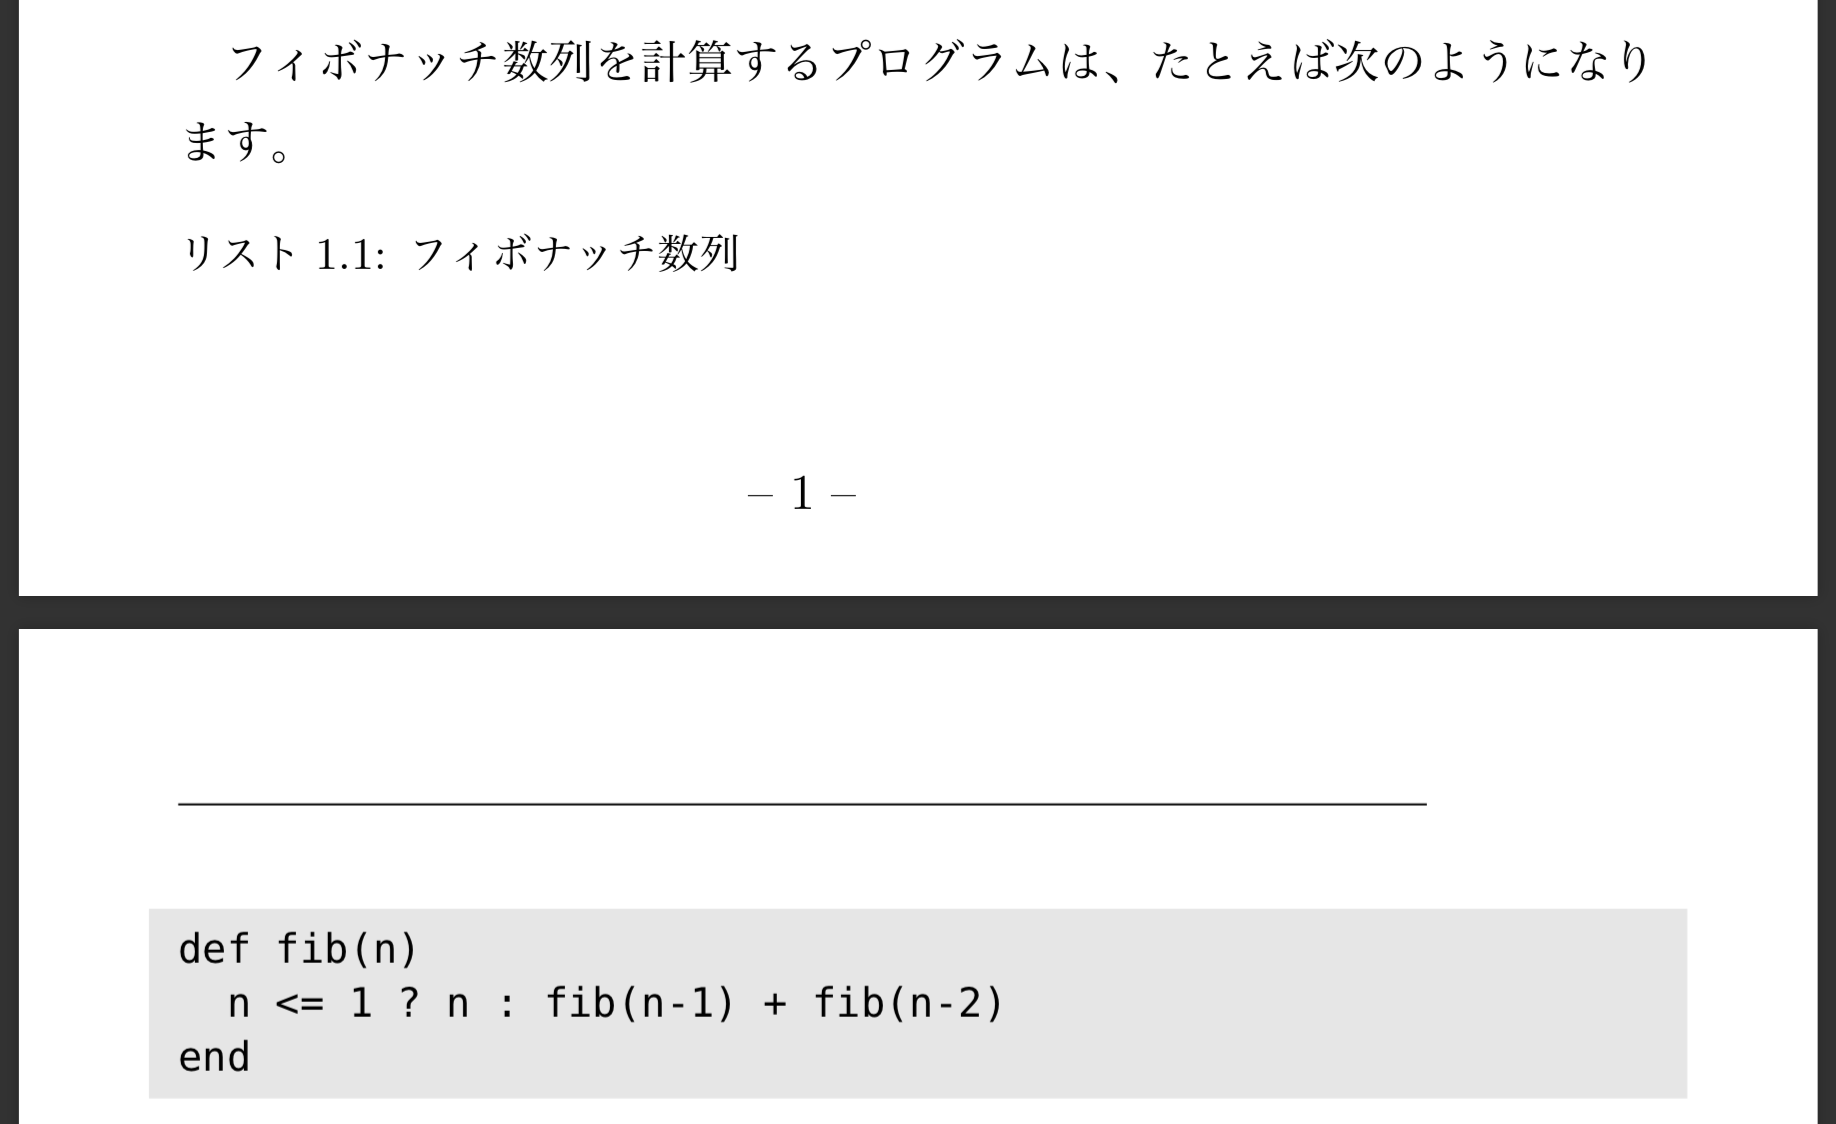 フィボナッチ数列を計算するプログラムは、たとえば次のようになり
ます。
リスト 1.1: フィボナッチ数列
– 1 –
def fib(n)
  n <= 1 ? n : fib(n-1) + fib(n-2)
end